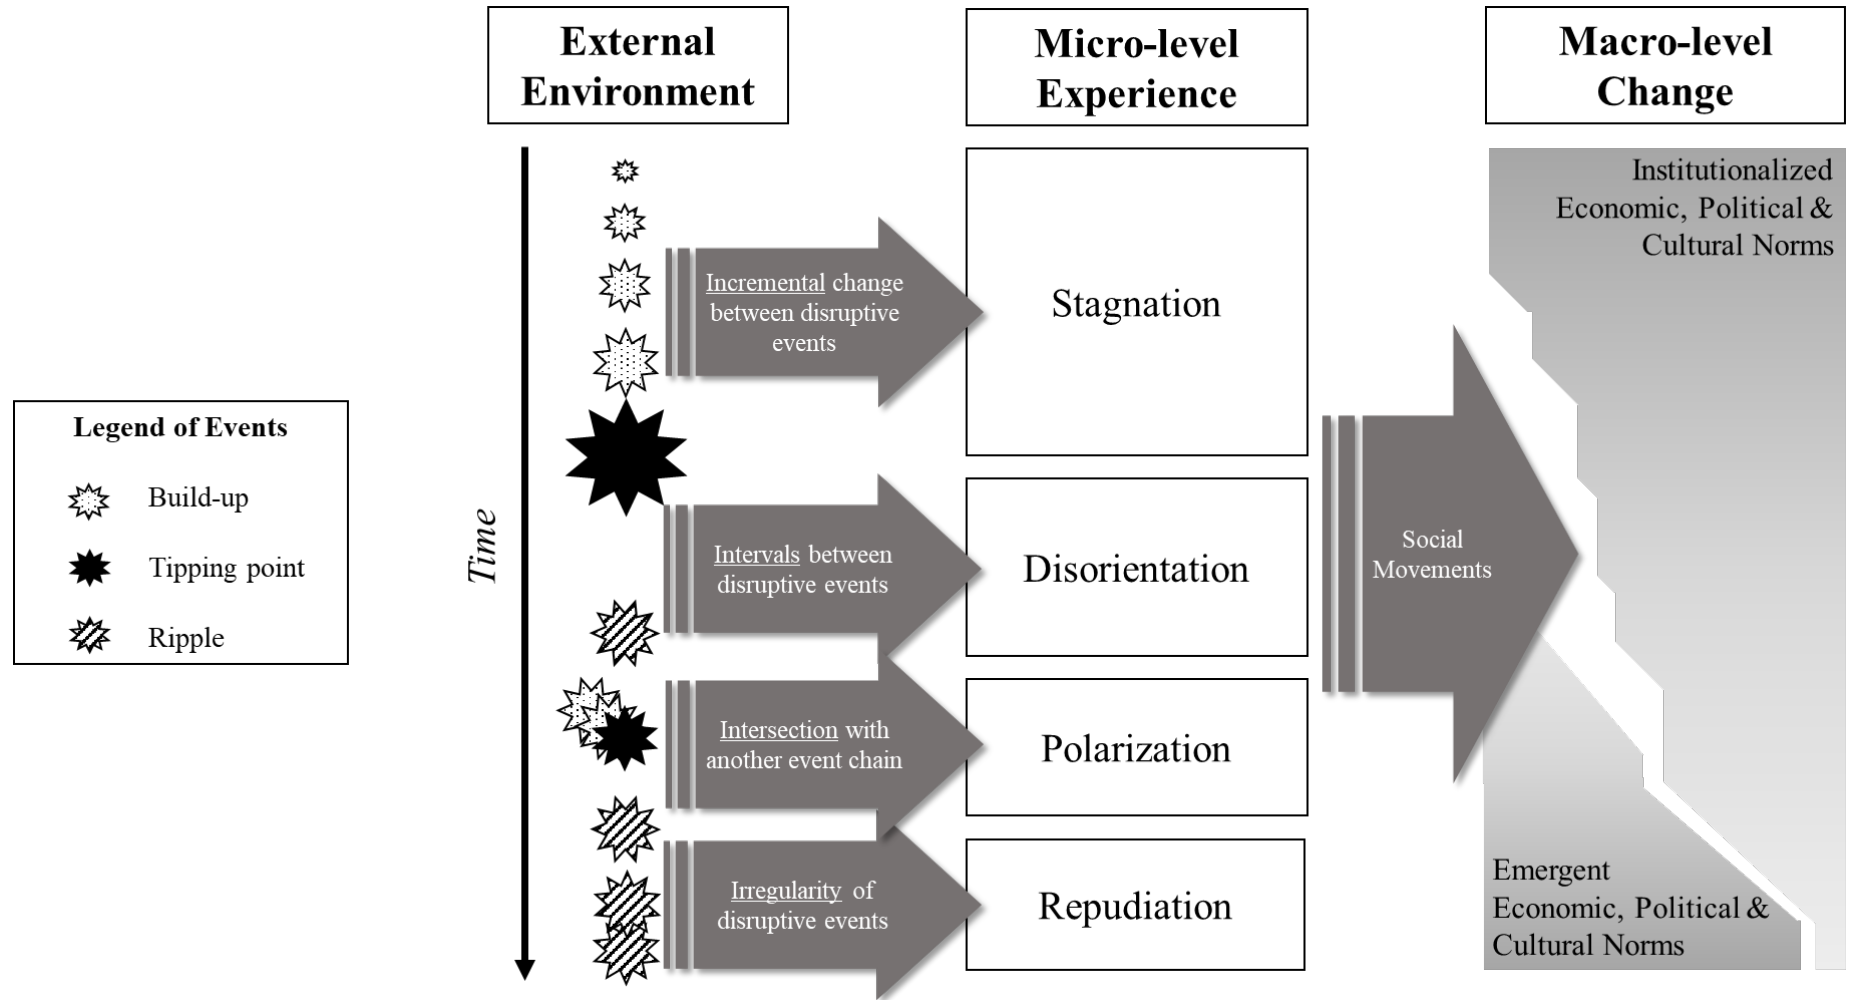 External
Environment
Micro-level
Experience
Macro-level
Change
Legend of Events
Build-up
Tipping point
Ripple
Time
Incremental change
between disruptive
events
Stagnation
Intervals between
disruptive events
Disorientation
Intersection with
another event chain
Polarization
Irregularity of
disruptive events
Repudiation
Social
Movements
Institutionalized
Economic, Political &
Cultural Norms
Emergent
Economic, Political &
Cultural Norms